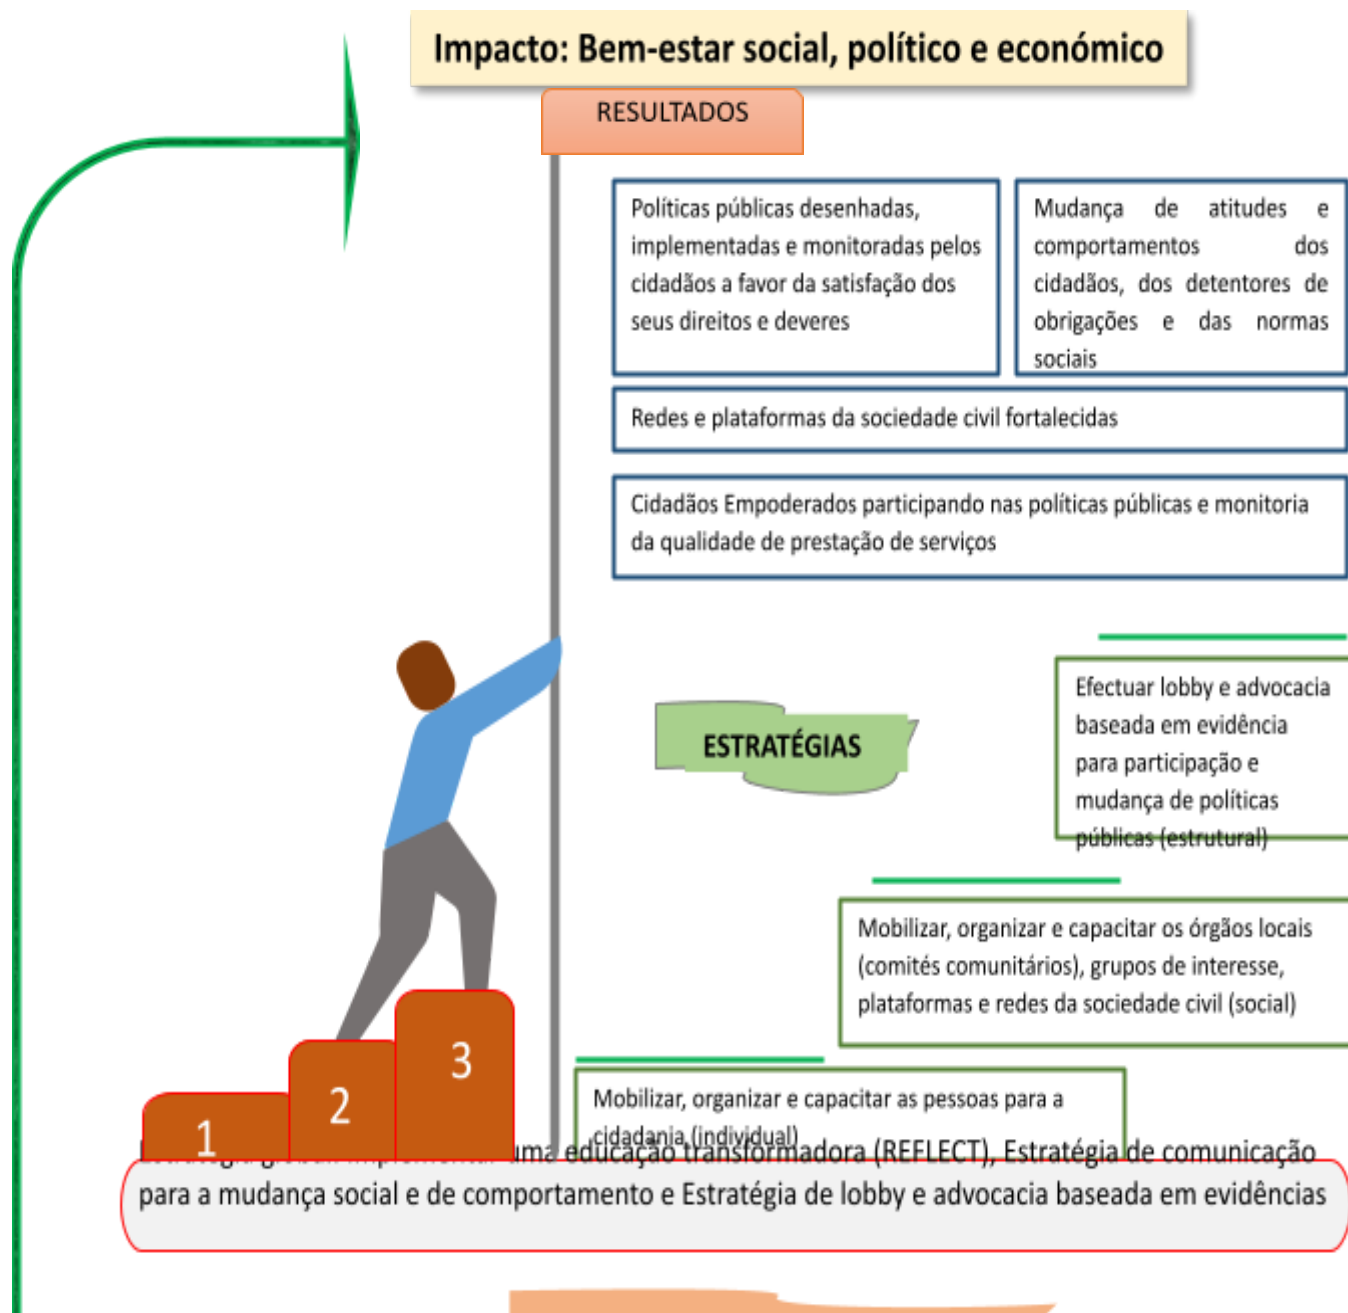 Impacto: Bem-estar social, político e económico
RESULTADOS
Políticas públicas desenhadas,
implementadas e monitoradas pelos
cidadãos a favor da satisfação dos
seus direitos e deveres
Mudança de atitudes e
comportamentos dos
cidadãos, dos detentores de
obrigações e das normas
sociais
Redes e plataformas da sociedade civil fortalecidas
Cidadãos Empoderados participando nas políticas públicas e monitoria
da qualidade de prestação de serviços
ESTRATÉGIAS
Efectuar lobby e advocacia
baseada em evidência
para participação e
mudança de políticas
públicas (estrutural)
Mobilizar, organizar e capacitar os órgãos locais
(comités comunitários), grupos de interesse,
plataformas e redes da sociedade civil (social)
Mobilizar, organizar e capacitar as pessoas para a
cidadania (individual)
1
2
3
uma educação transformadora (REFLECT), Estratégia de comunicação
para a mudança social e de comportamento e Estratégia de lobby e advocacia baseada em evidências